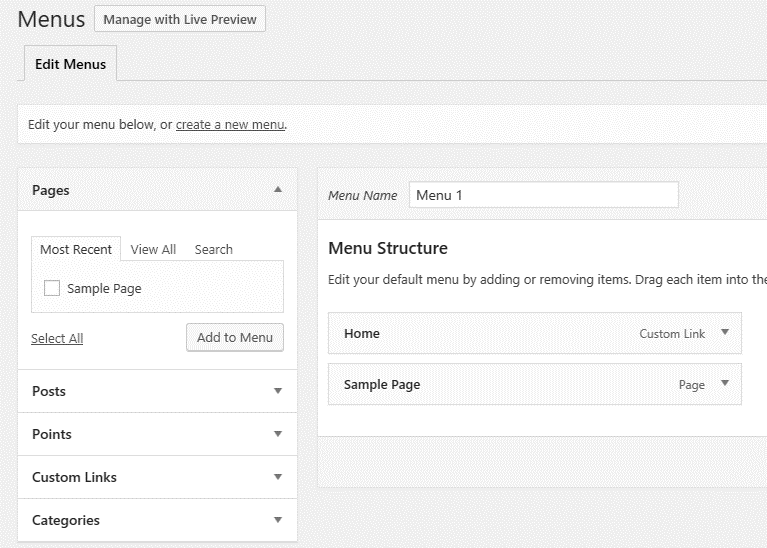 Menus Manage with Live Preview
Edit Menus
Edit your menu below, or create a new menu.
Pages
Most Recent View All Search
Sample Page
Select All Add to Menu
Posts
Points
Custom Links
Categories
Menu Name Menu 1
Menu Structure
Edit your default menu by adding or removing items. Drag each item into the
Home Custom Link
Sample Page Page